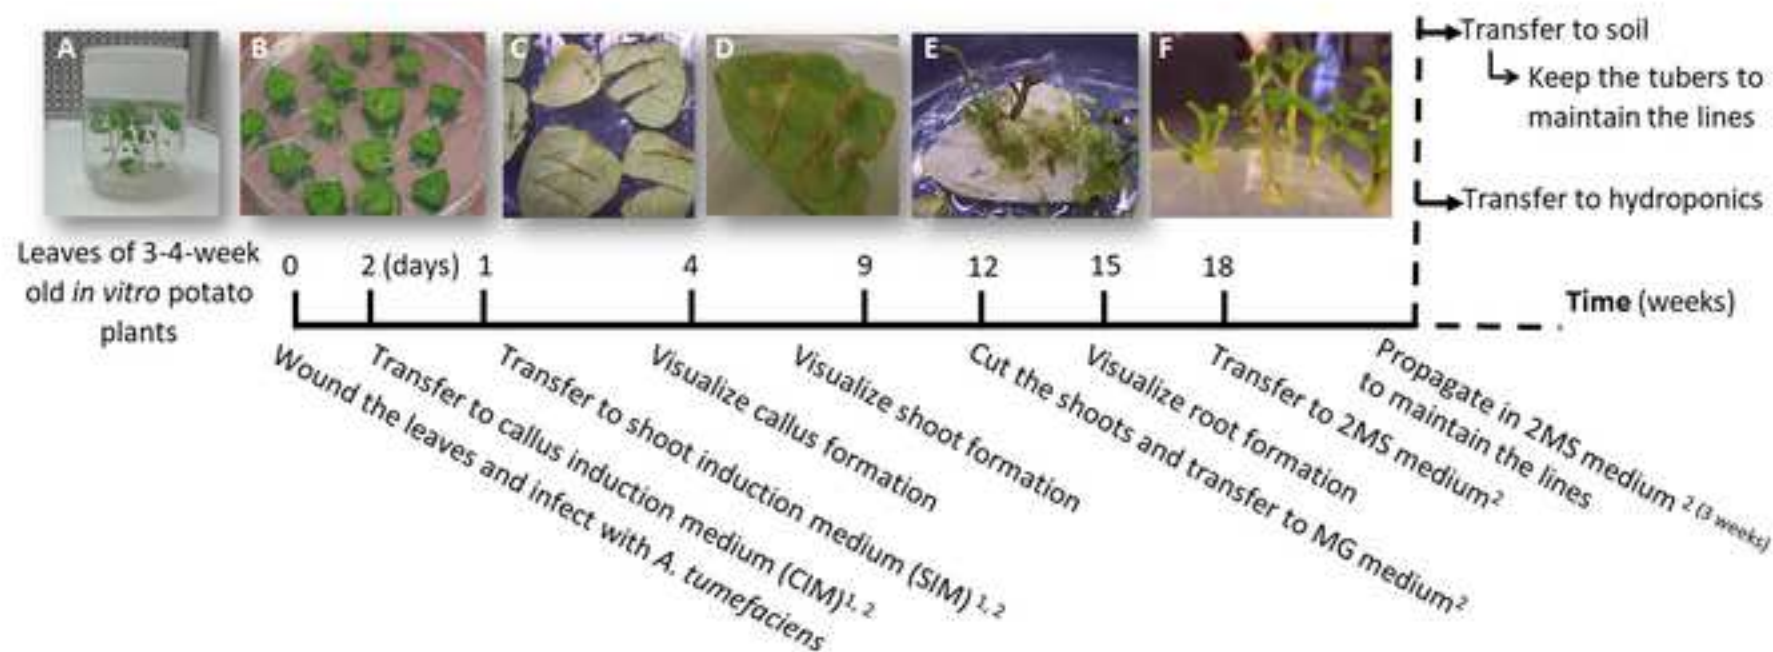 A
B
C
D
E
F
Transfer to soil
Keep the tubers to
maintain the lines
Transfer to hydroponics
Leaves of 3-4-week
old in vitro potato
plants
0 2 (days) 1 4 9 12 15 18
Time (weeks)
Wound the leaves and infect with A. tumefaciens
Transfer to callus induction medium (CIM)1, 2
Transfer to shoot induction medium (SIM) 1, 2
Visualize callus formation
Visualize shoot formation
Cut the shoots and transfer to MG medium2
Visualize root formation
Transfer to 2MS medium2
Propagate in 2MS medium 2 (3 weeks)
to maintain the lines